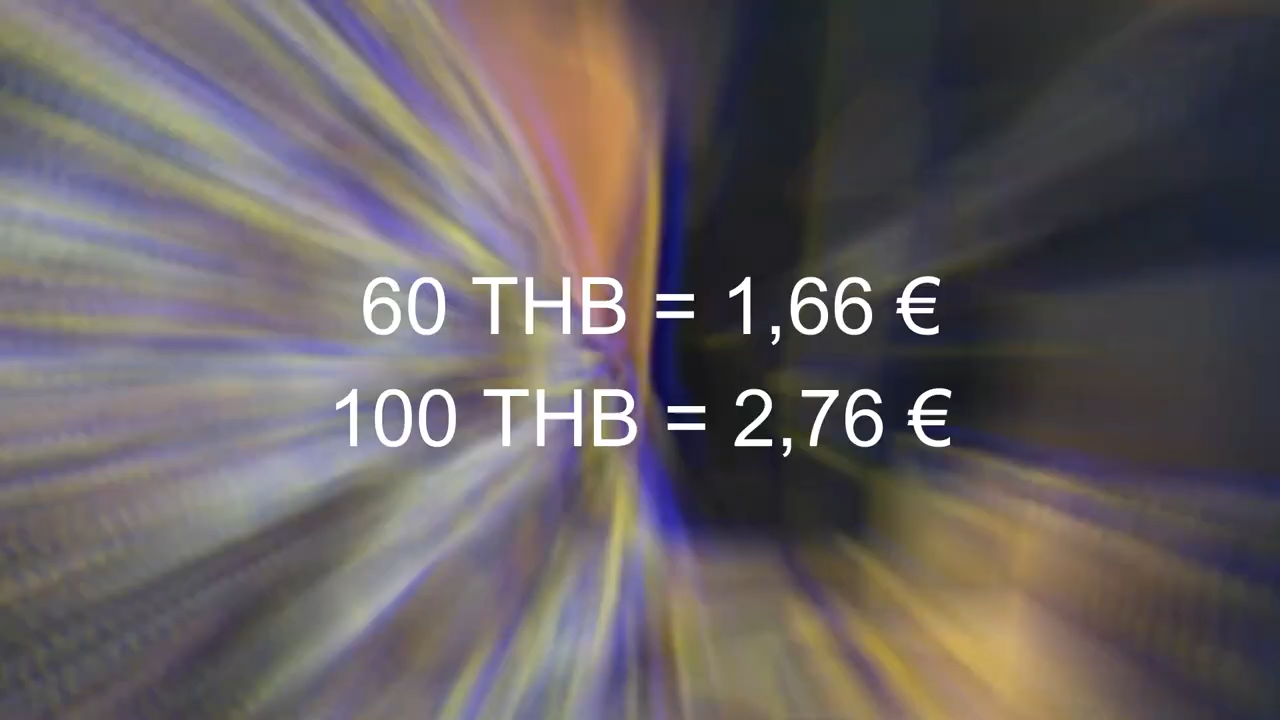 60 THB = 1,66 €
100 THB = 2,76 €